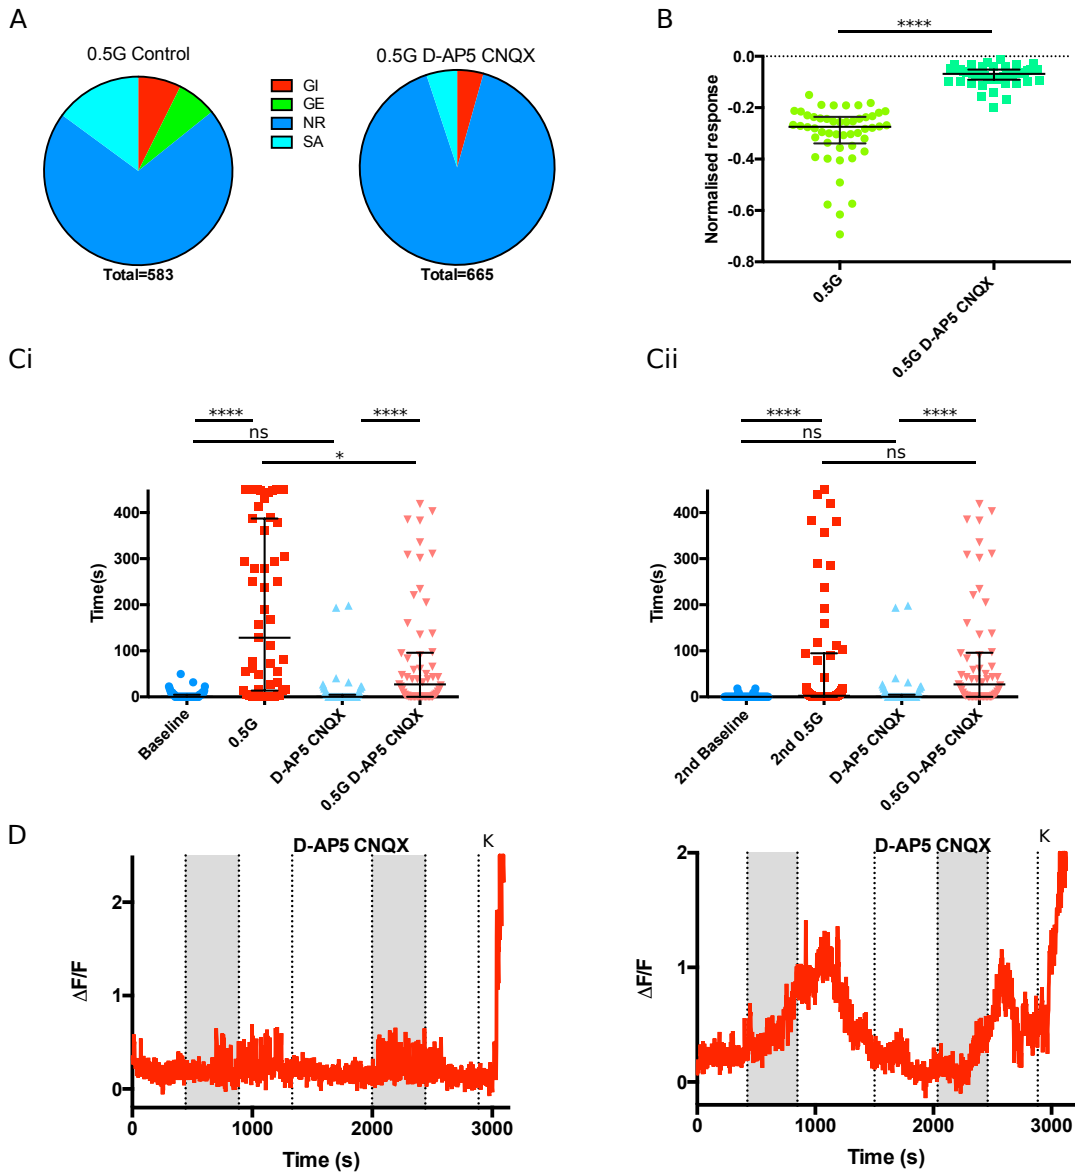 A
0.5G Control
0.5G D-AP5 CNQX
GI
GE
NR
SA
Total=583
Total=665
B
****
0.0
-0.2
-0.4
-0.6
-0.8
Normalised response
0.5G
0.5G D-AP5 CNQX
Ci
****
****
ns
*
400
300
200
100
0
Time(s)
Baseline
0.5G
D-AP5 CNQX
0.5G D-AP5 CNQX
Cii
****
****
ns
ns
400
300
200
100
0
Time(s)
2nd Baseline
2nd 0.5G
D-AP5 CNQX
0.5G D-AP5 CNQX
D
D-AP5 CNQX
K
2
1
0
ΔF/F
0
1000
2000
3000
Time (s)
D-AP5 CNQX
K
2
1
0
ΔF/F
0
1000
2000
3000
Time (s)